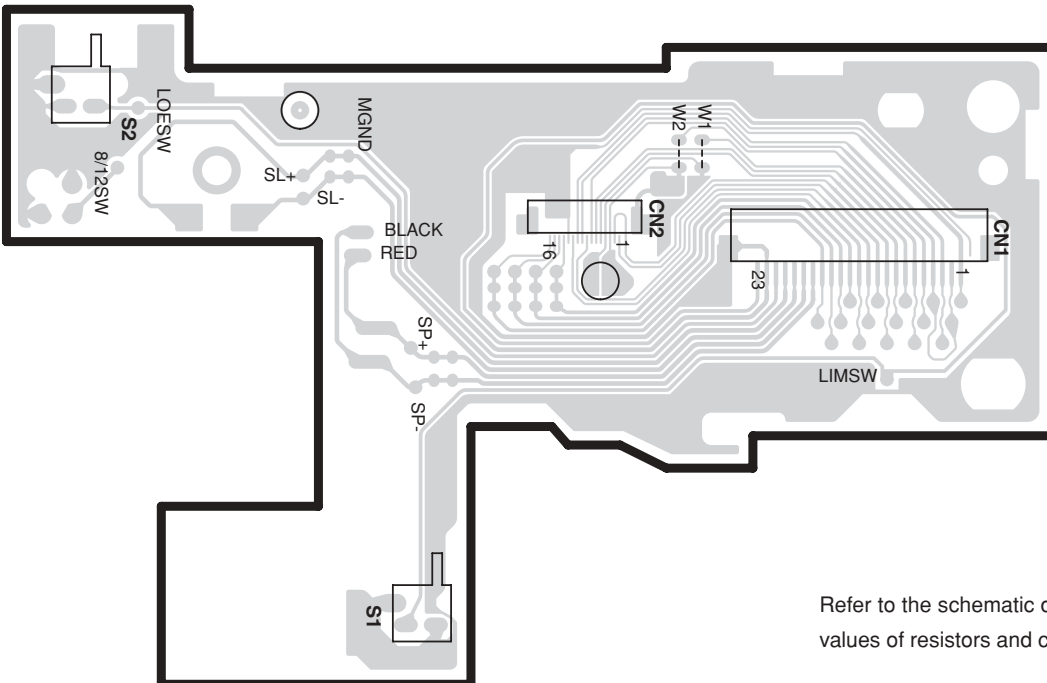 S2
LOESW
8/12SW
MGND
SL+
SL-
BLACK
RED
W2
W1
CN2
16
1
CN1
23
1
SP+
SP-
LIMSW
S1
Refer to the schematic
values of resistors and